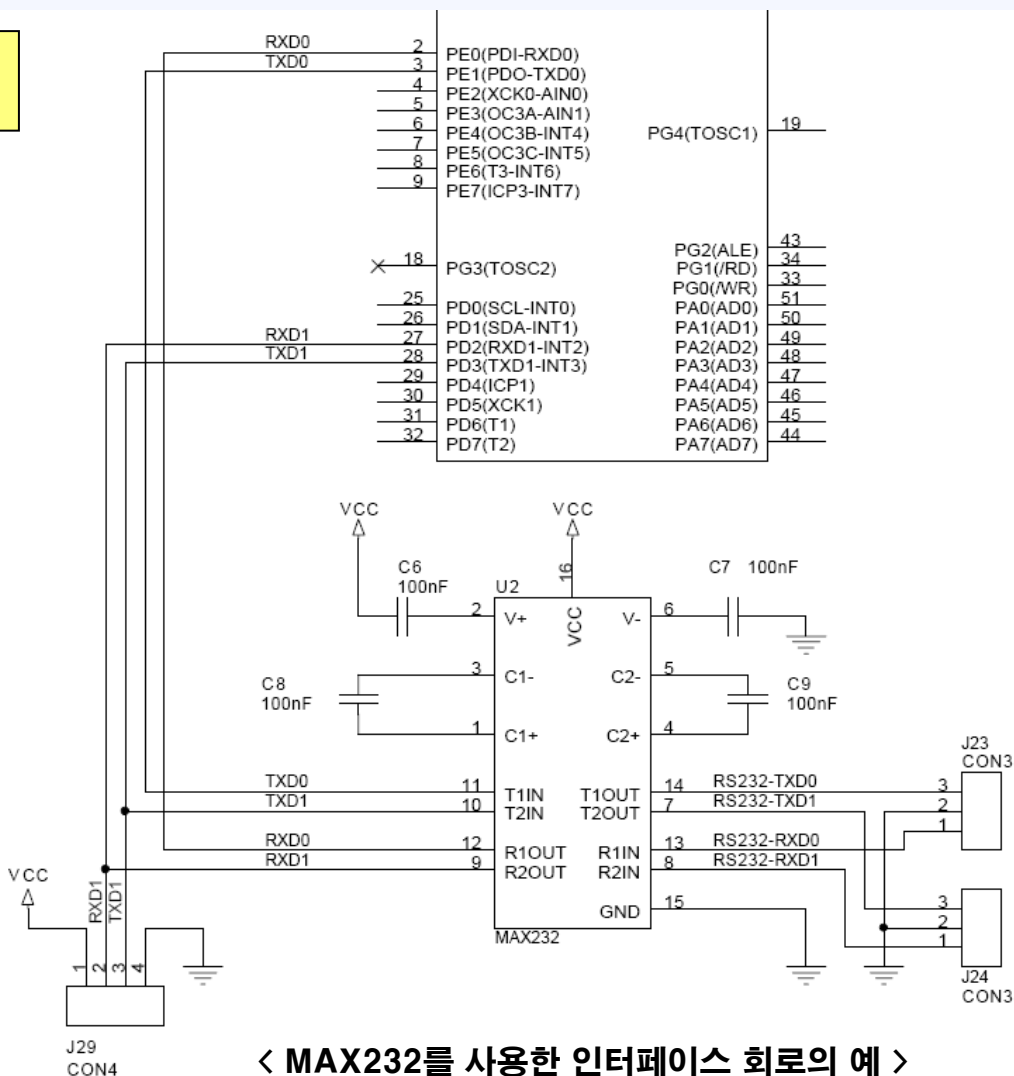 RXD0
TXD0
2 PE0(PDI-RXD0)
3 PE1(PDO-TXD0)
4 PE2(XCK0-AIN0)
5 PE3(OC3A-AIN1)
6 PE4(OC3B-INT4)
7 PE5(OC3C-INT5)
8 PE6(T3-INT6)
9 PE7(ICP3-INT7)
PG4(TOSC1) 19
18 PG3(TOSC2)
PG2(ALE) 43
PG1(/RD) 34
PG0(/WR) 33
PA0(AD0) 51
PA1(AD1) 50
PA2(AD2) 49
PA3(AD3) 48
PA4(AD4) 47
PA5(AD5) 46
PA6(AD6) 45
PA7(AD7) 44
RXD1
TXD1
25 PD0(SCL-INT0)
26 PD1(SDA-INT1)
27 PD2(RXD1-INT2)
28 PD3(TXD1-INT3)
29 PD4(ICP1)
30 PD5(XCK1)
31 PD6(T1)
32 PD7(T2)
VCC
VCC
C6
100nF
U2
16
VCC
C7 100nF
2 V+
V- 6
C8
100nF
3 C1-
1 C1+
C2- 5
C2+ 4
C9
100nF
TXD0 11 T1IN
TXD1 10 T2IN
RXD0 12 R1OUT
RXD1 9 R2OUT
T1OUT 14 RS232-TXD0
T2OUT 7 RS232-TXD1
R1IN 13 RS232-RXD0
R2IN 8 RS232-RXD1
GND 15
MAX232
J23
CON3
3
2
1
3
2
1
J24
CON3
VCC
RXD1
TXD1
1 2 3 4
J29
CON4
< MAX232를 사용한 인터페이스 회로의 예 >